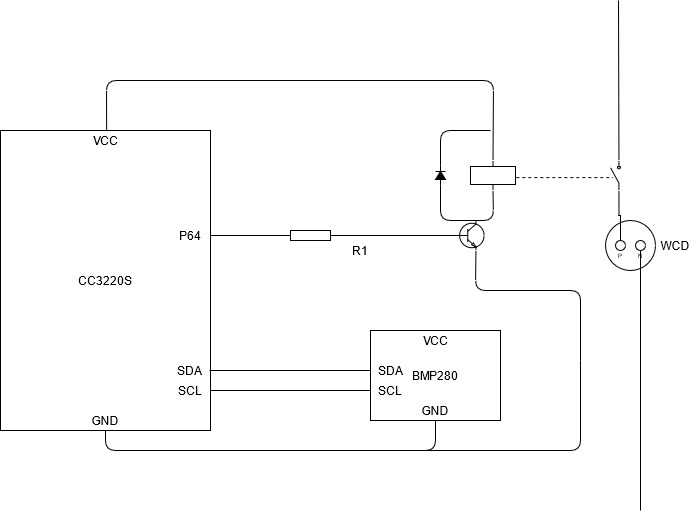 VCC
P64
R1
WCD
P
N
CC3220S
VCC
SDA
SDA
BMP280
SCL
SCL
GND
GND